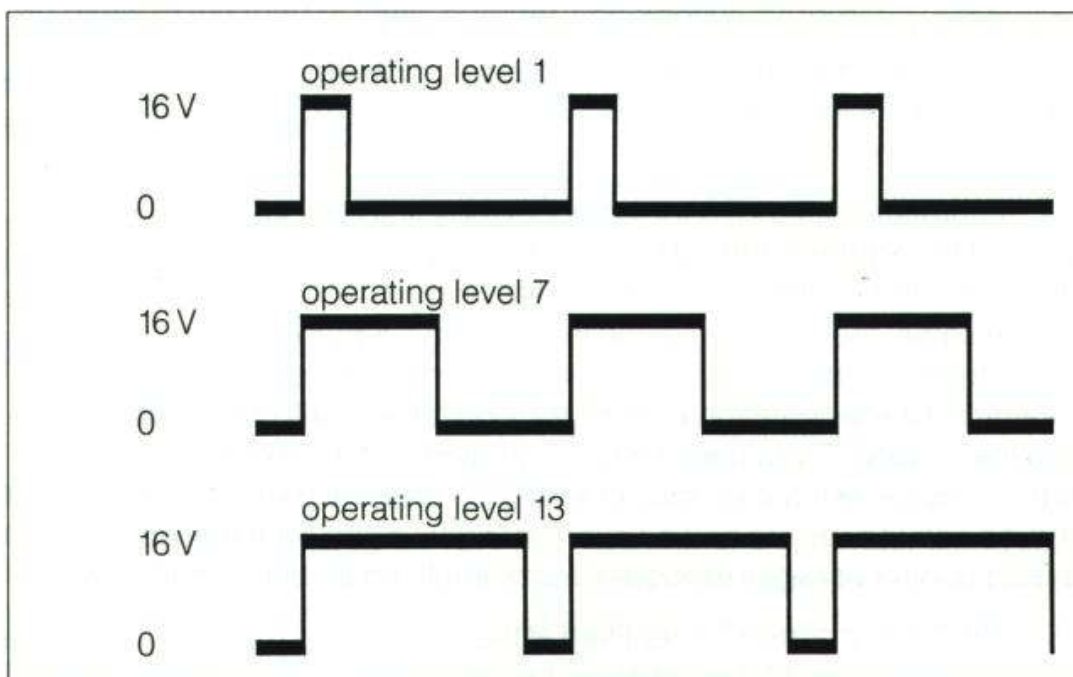 operating level 1
16 V
0
operating level 7
16 V
0
operating level 13
16 V
0